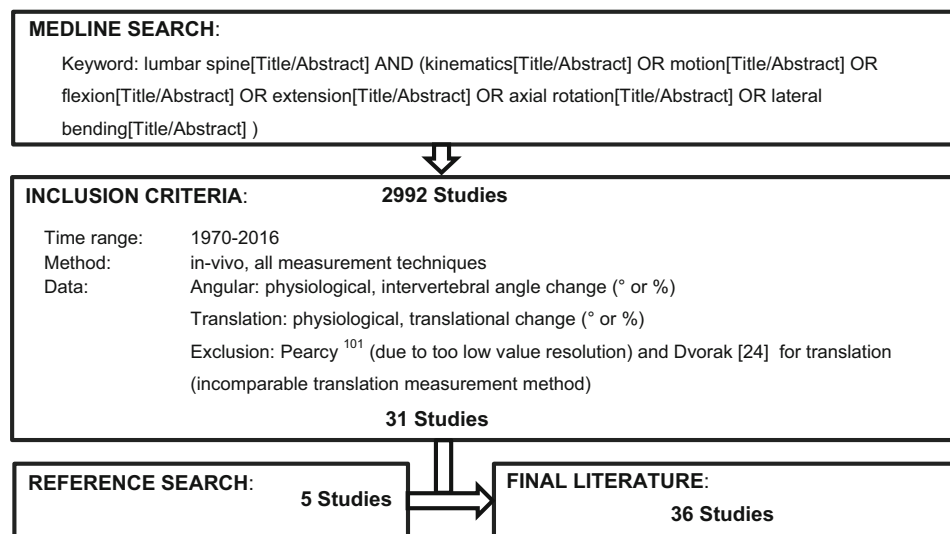 MEDLINE SEARCH:
Keyword: lumbar spine[Title/Abstract] AND (kinematics[Title/Abstract] OR motion[Title/Abstract] OR
flexion[Title/Abstract] OR extension[Title/Abstract] OR axial rotation[Title/Abstract] OR lateral
bending[Title/Abstract] )
INCLUSION CRITERIA: 2992 Studies
Time range: 1970-2016
Method: in-vivo, all measurement techniques
Data: Angular: physiological, intervertebral angle change (° or %)
Translation: physiological, translational change (° or %)
Exclusion: Pearcy 101 (due to too low value resolution) and Dvorak [24] for translation
(incomparable translation measurement method)
31 Studies
REFERENCE SEARCH:
5 Studies
FINAL LITERATURE:
36 Studies